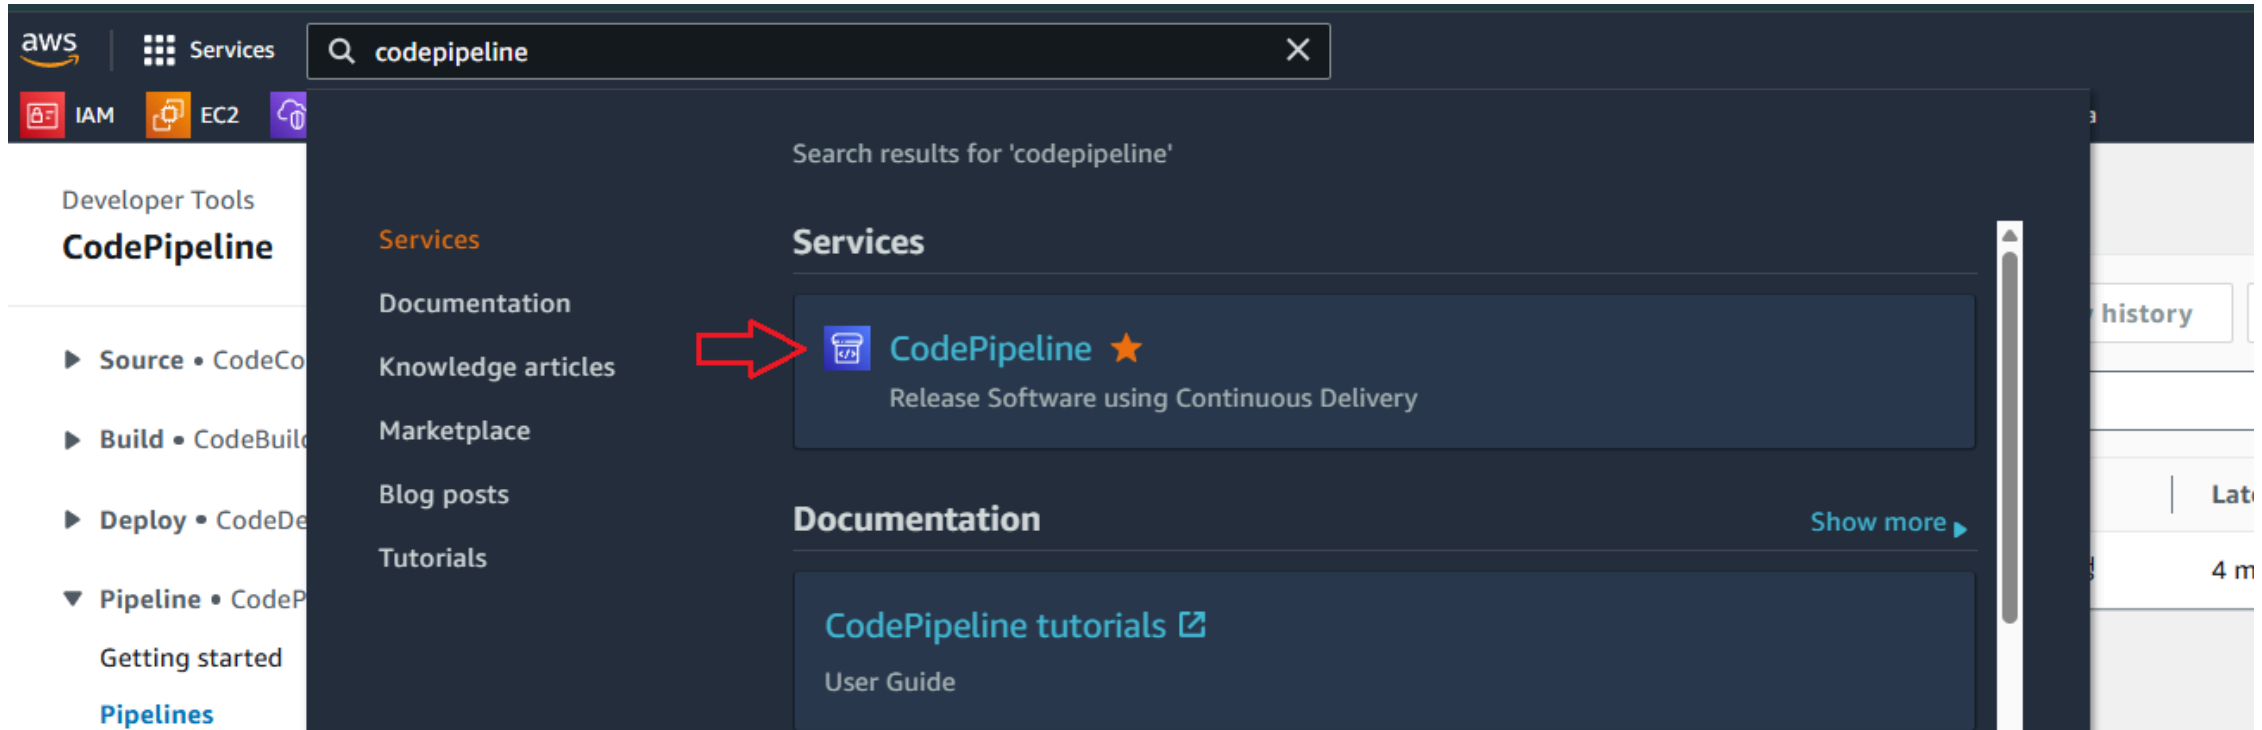 aws Services codepipeline
IAM EC2
Search results for 'codepipeline'
Developer Tools
CodePipeline
Source • CodeCo
Build • CodeBuild
Deploy • CodeDe
Pipeline • CodeP
Getting started
Pipelines
Services
Documentation
Knowledge articles
Marketplace
Blog posts
Tutorials
Services
CodePipeline
Release Software using Continuous Delivery
Documentation Show more
CodePipeline tutorials
User Guide
history
Lat
4 m